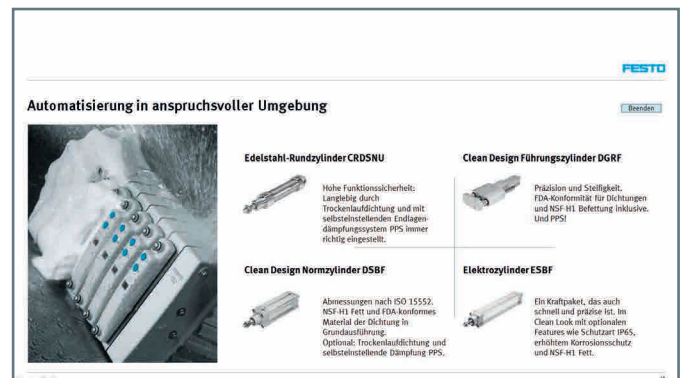 FESTO
Automatisierung in anspruchsvoller Umgebung
Beenden
Edelstahl-Rundzylinder CRDSNU
Hohe Funktionssicherheit:
Langlebig durch
Trockenlaufdichtung und mit
selbsteinstellenden Endlagen-
dämpfungssystem PPS immer
richtig eingestellt.
Clean Design Führungszylinder DGRF
Präzision und Steifigkeit.
FDA-Konformität für Dichtungen
und NSF-H1 Befettung inklusive.
Und PPS!
Clean Design Normzylinder DSBF
Abmessungen nach ISO 15552.
NSF-H1 Fett und FDA-konformes
Material der Dichtung in
Grundausführung.
Optional: Trockenlaufdichtung und
selbsteinstellende Dämpfung PPS.
Elektrozylinder ESBF
Ein Kraftpaket, das auch
schnell und präzise ist. Im
Clean Look mit optionalen
Features wie Schutzart IP65,
erhöhtem Korrosionsschutz
und NSF-H1 Fett.